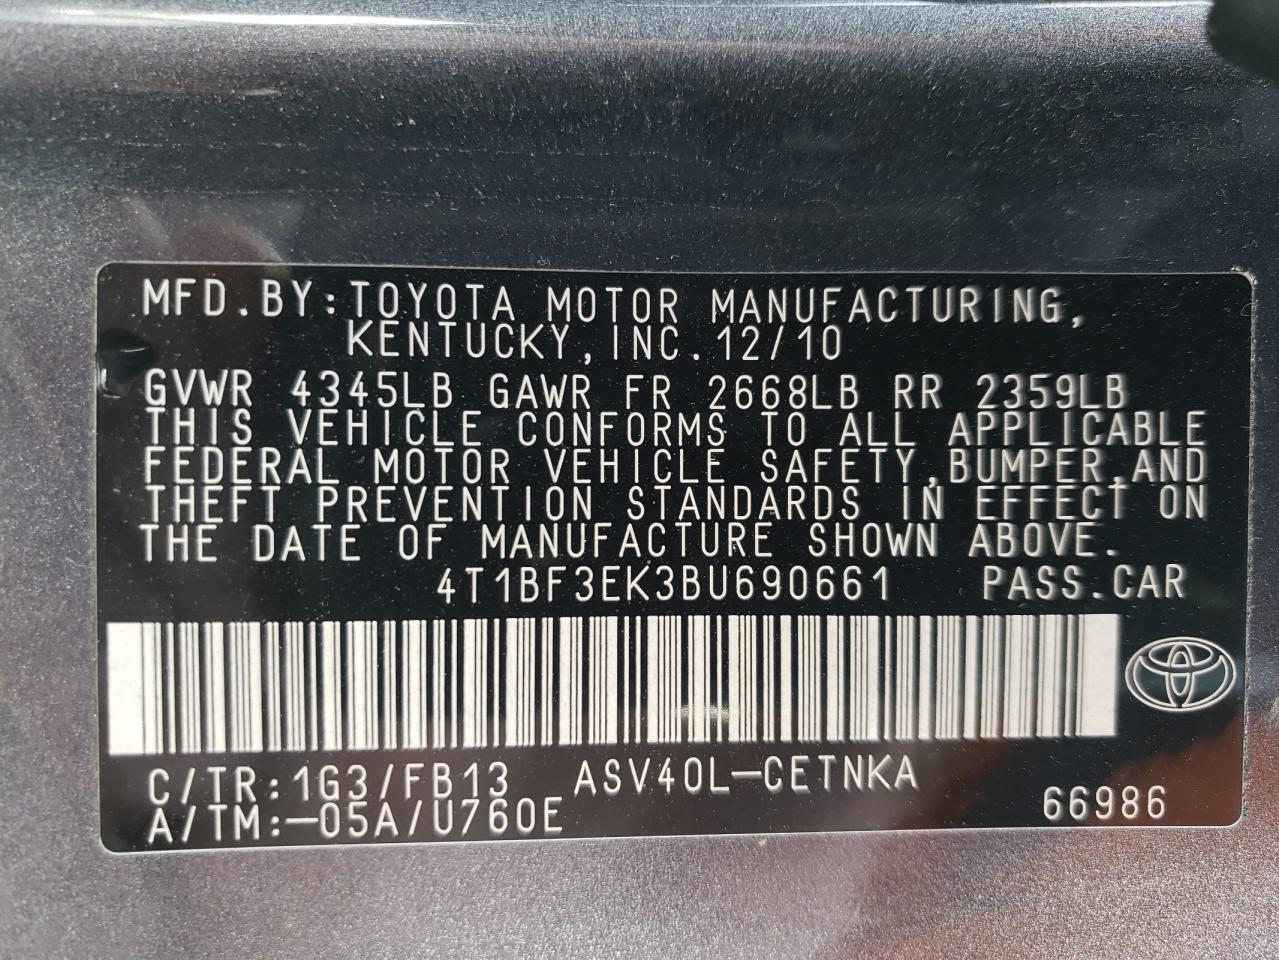 MFD.BY:TOYOTA MOTOR MANUFACTURING,
KENTUCKY,INC.12/10
GVWR 4345LB GAWR FR 2668LB RR 2359LB
THIS VEHICLE CONFORMS TO ALL APPLICABLE
FEDERAL MOTOR VEHICLE SAFETY,BUMPER,AND
THEFT PREVENTION STANDARDS IN EFFECT ON
THE DATE OF MANUFACTURE SHOWN ABOVE.
4T1BF3EK3BU690661 PASS.CAR
C/TR:1G3/FB13 ASV40L-CETNKA
A/TM:-05A/U760E 66986